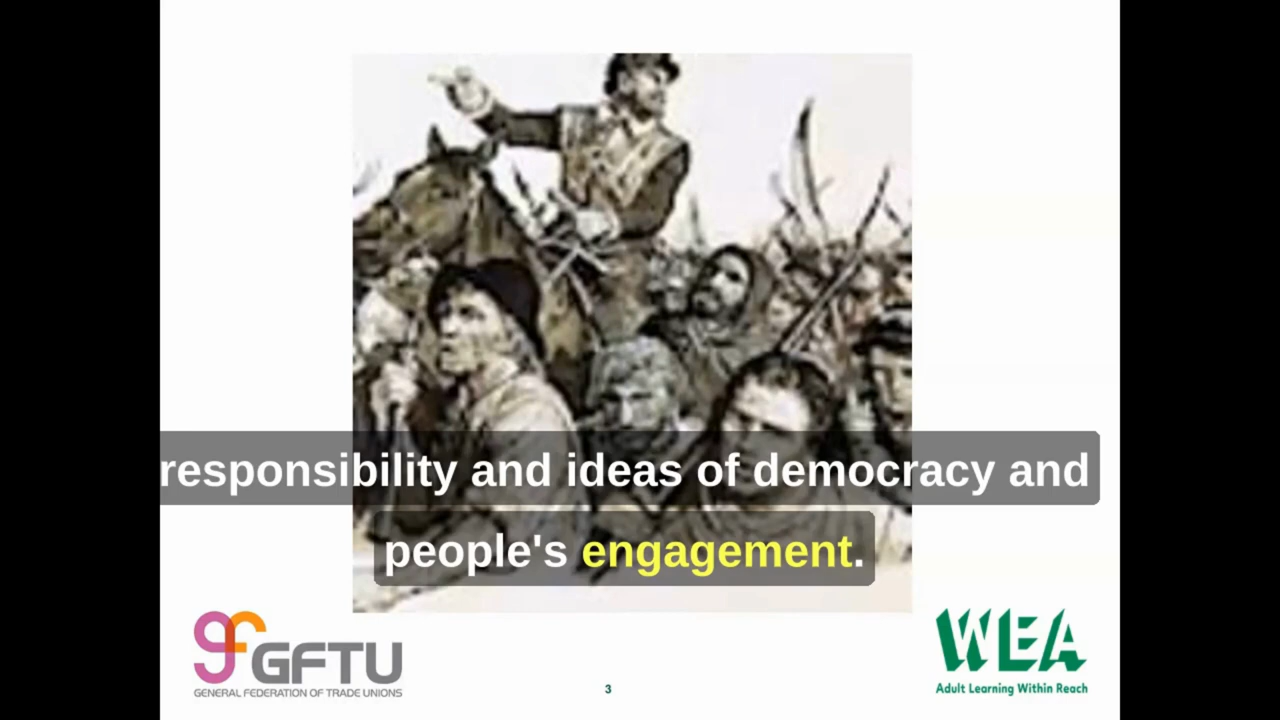 responsibility and ideas of democracy and
people's engagement.
gf GFTU
GENERAL FEDERATION OF TRADE UNIONS
3
WEA
Adult Learning Within Reach